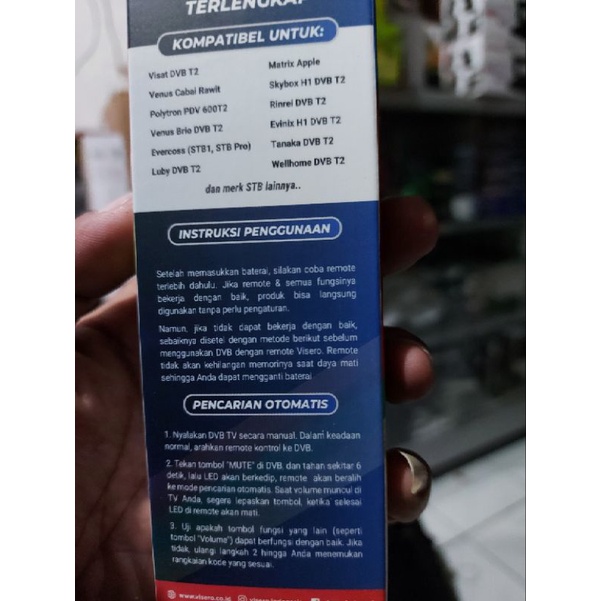 TERLENGKAP
KOMPATIBEL UNTUK:
Visat DVB T2
Venus Cabai Rawit
Polytron PDV 600T2
Venus Brio DVB T2
Evercoss (STB1, STB Pro)
Luby DVB T2
Matrix Apple
Skybox H1 DVB T2
Rinrei DVB T2
Evinix H1 DVB T2
Tanaka DVB T2
Wellhome DVB T2
dan merk STB lainnya..
INSTRUKSI PENGGUNAAN
Setelah memasukkan baterai, silakan coba remote
terlebih dahulu. Jika remote & semua fungsinya
bekerja dengan baik, produk bisa langsung
digunakan tanpa perlu pengaturan.
Namun, jika tidak dapat bekerja dengan baik,
sebaiknya disetel dengan metode berikut sebelum
menggunakan DVB dengan remote Visero. Remote
tidak akan kehilangan memorinya saat daya mati
sehingga Anda dapat mengganti baterai
PENCARIAN OTOMATIS
1. Nyalakan DVB TV secara manual. Dalam keadaan
normal, arahkan remote kontrol ke DVB.
2. Tekan tombol "MUTE" di DVB. dan tahan sekitar 6
detik, lalu LED akan berkedip, remote akan beralih
ke mode pencarian otomatis. Saat volume muncul di
TV Anda, segera lepaskan tombol, ketika selesai
LED di remote akan mati.
3. Uji apakah tombol fungsi yang lain (seperti
tombol "Volume") dapat berfungsi dengan baik. Jika
tidak, ulangi langkah 2 hingga Anda menemukan
rangkaian kode yang sesuai.
www.visero.co.id